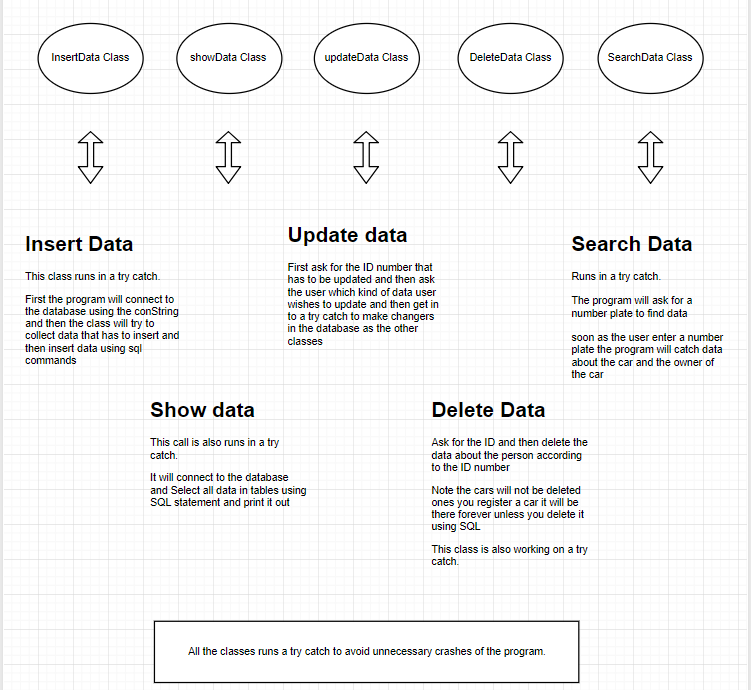 InsertData Class
showData Class
updateData Class
DeleteData Class
SearchData Class
Insert Data
This class runs in a try catch.
First the program will connect to
the database using the conString
and then the class will try to
collect data that has to insert and
then insert data using sql
commands
Update data
First ask for the ID number that
has to be updated and then ask
the user which kind of data user
wishes to update and then get in
to a try catch to make changers
in the database as the other
classes
Search Data
Runs in a try catch.
The program will ask for a
number plate to find data
soon as the user enter a number
plate the program will catch data
about the car and the owner of
the car
Show data
This call is also runs in a try
catch.
It will connect to the database
and Select all data in tables using
SQL statement and print it out
Delete Data
Ask for the ID and then delete the
data about the person according
to the ID number
Note the cars will not be deleted
ones you register a car it will be
there forever unless you delete it
using SQL
This class is also working on a try
catch.
All the classes runs a try catch to avoid unnecessary crashes of the program.